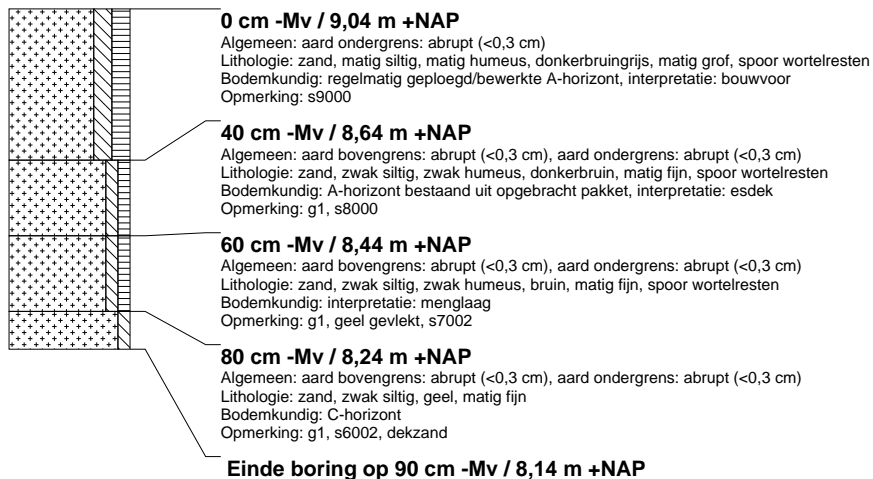 0 cm -Mv / 9,04 m +NAP
Algemeen: aard ondergrens: abrupt (<0,3 cm)
Lithologie: zand, matig siltig, matig humeus, donkerbruingrijs, matig grof, spoor wortelresten
Bodemkundig: regelmatig geploegd/bewerkte A-horizont, interpretatie: bouwvoor
Opmerking: s9000
40 cm -Mv / 8,64 m +NAP
Algemeen: aard bovengrens: abrupt (<0,3 cm), aard ondergrens: abrupt (<0,3 cm)
Lithologie: zand, zwak siltig, zwak humeus, donkerbruin, matig fijn, spoor wortelresten
Bodemkundig: A-horizont bestaand uit opgebracht pakket, interpretatie: esdek
Opmerking: g1, s8000
60 cm -Mv / 8,44 m +NAP
Algemeen: aard bovengrens: abrupt (<0,3 cm), aard ondergrens: abrupt (<0,3 cm)
Lithologie: zand, zwak siltig, zwak humeus, bruin, matig fijn, spoor wortelresten
Bodemkundig: interpretatie: menglaag
Opmerking: g1, geel gevlekt, s7002
80 cm -Mv / 8,24 m +NAP
Algemeen: aard bovengrens: abrupt (<0,3 cm), aard ondergrens: abrupt (<0,3 cm)
Lithologie: zand, zwak siltig, geel, matig fijn
Bodemkundig: C-horizont
Opmerking: g1, s6002, dekzand
Einde boring op 90 cm -Mv / 8,14 m +NAP